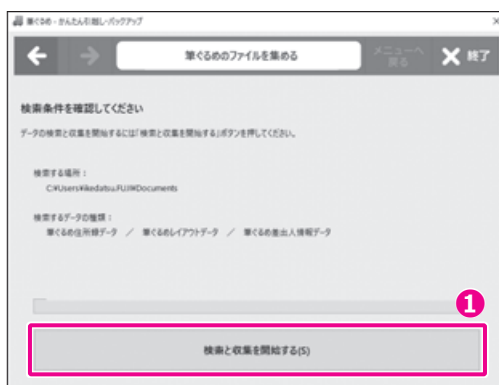 筆ぐるめ - かんたん引越し・バックアップ
筆ぐるめのファイルを集める
メニューへ
戻る
終了
検索条件を確認してください
データの検索と収集を開始するには「検索と収集を開始する」ボタンを押してください。
検索する場所：
C:¥Users¥ikedatsu.FUJI¥Documents
検索するデータの種類：
筆ぐるめ住所録データ ／ 筆ぐるめレイアウトデータ ／ 筆ぐるめ差出人情報データ
1
検索と収集を開始する(S)